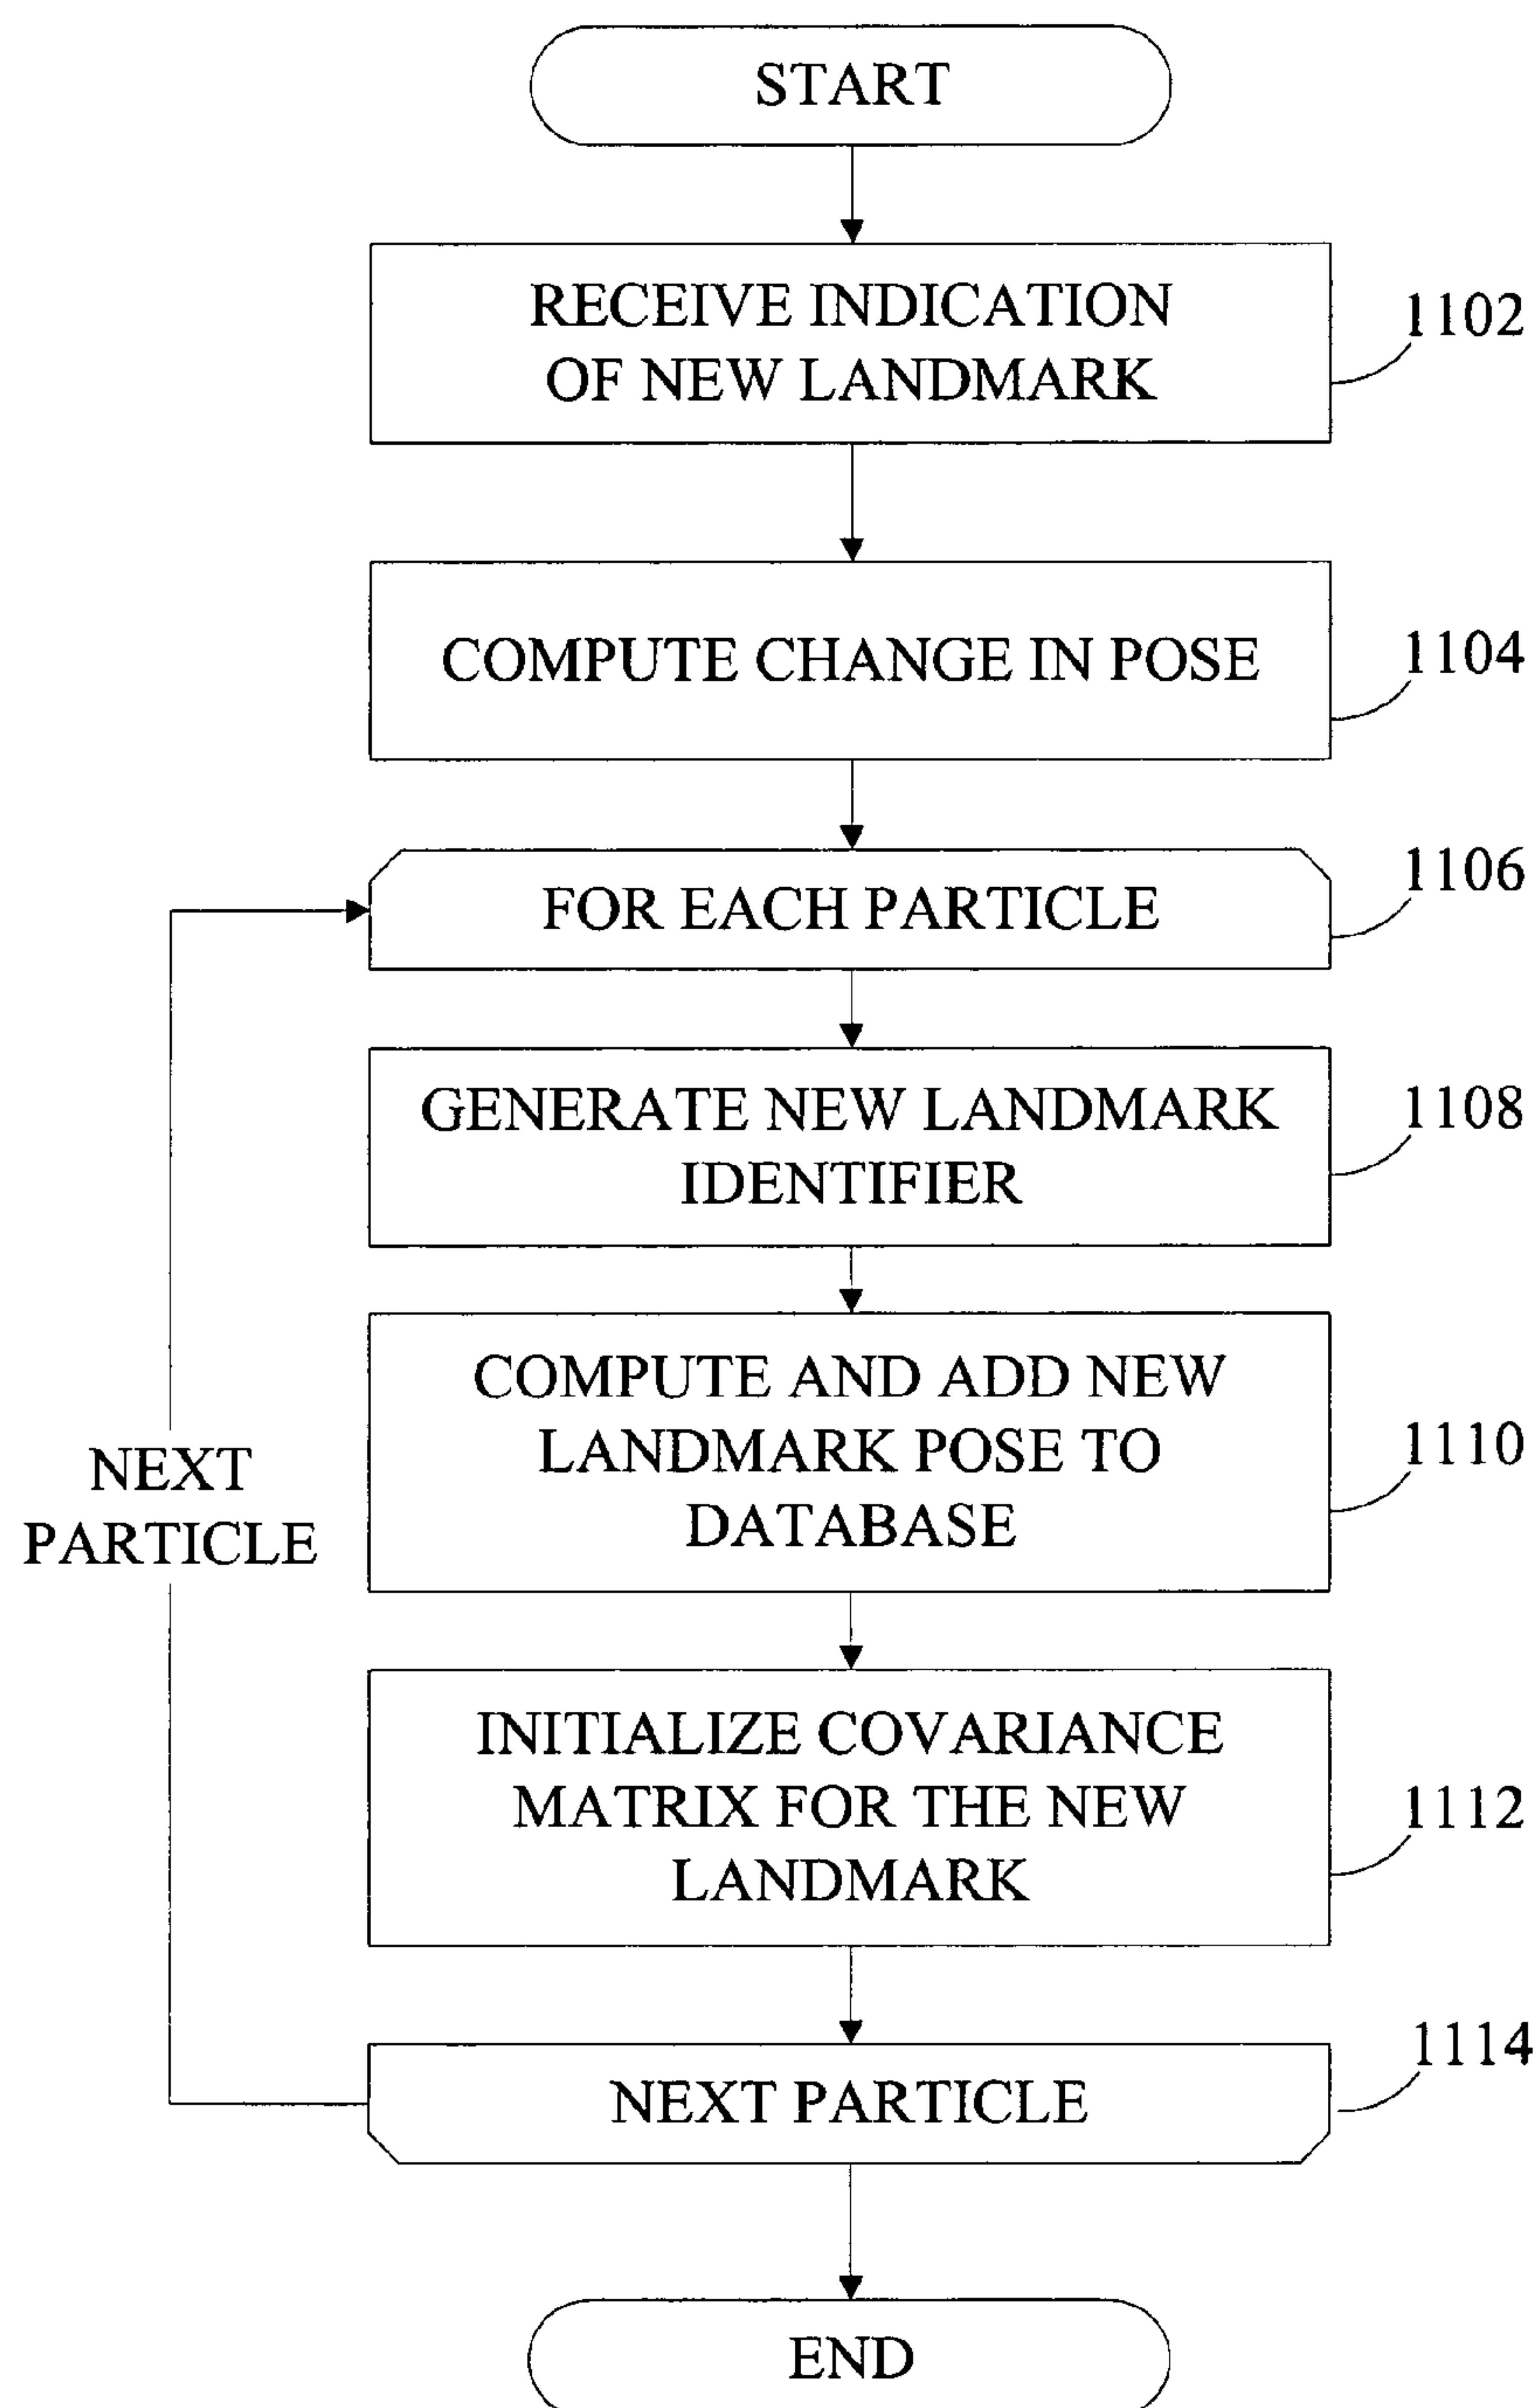 START
RECEIVE INDICATION
OF NEW LANDMARK
1102
COMPUTE CHANGE IN POSE
1104
FOR EACH PARTICLE
1106
GENERATE NEW LANDMARK
IDENTIFIER
1108
COMPUTE AND ADD NEW
LANDMARK POSE TO
DATABASE
1110
NEXT
PARTICLE
INITIALIZE COVARIANCE
MATRIX FOR THE NEW
LANDMARK
1112
NEXT PARTICLE
1114
END